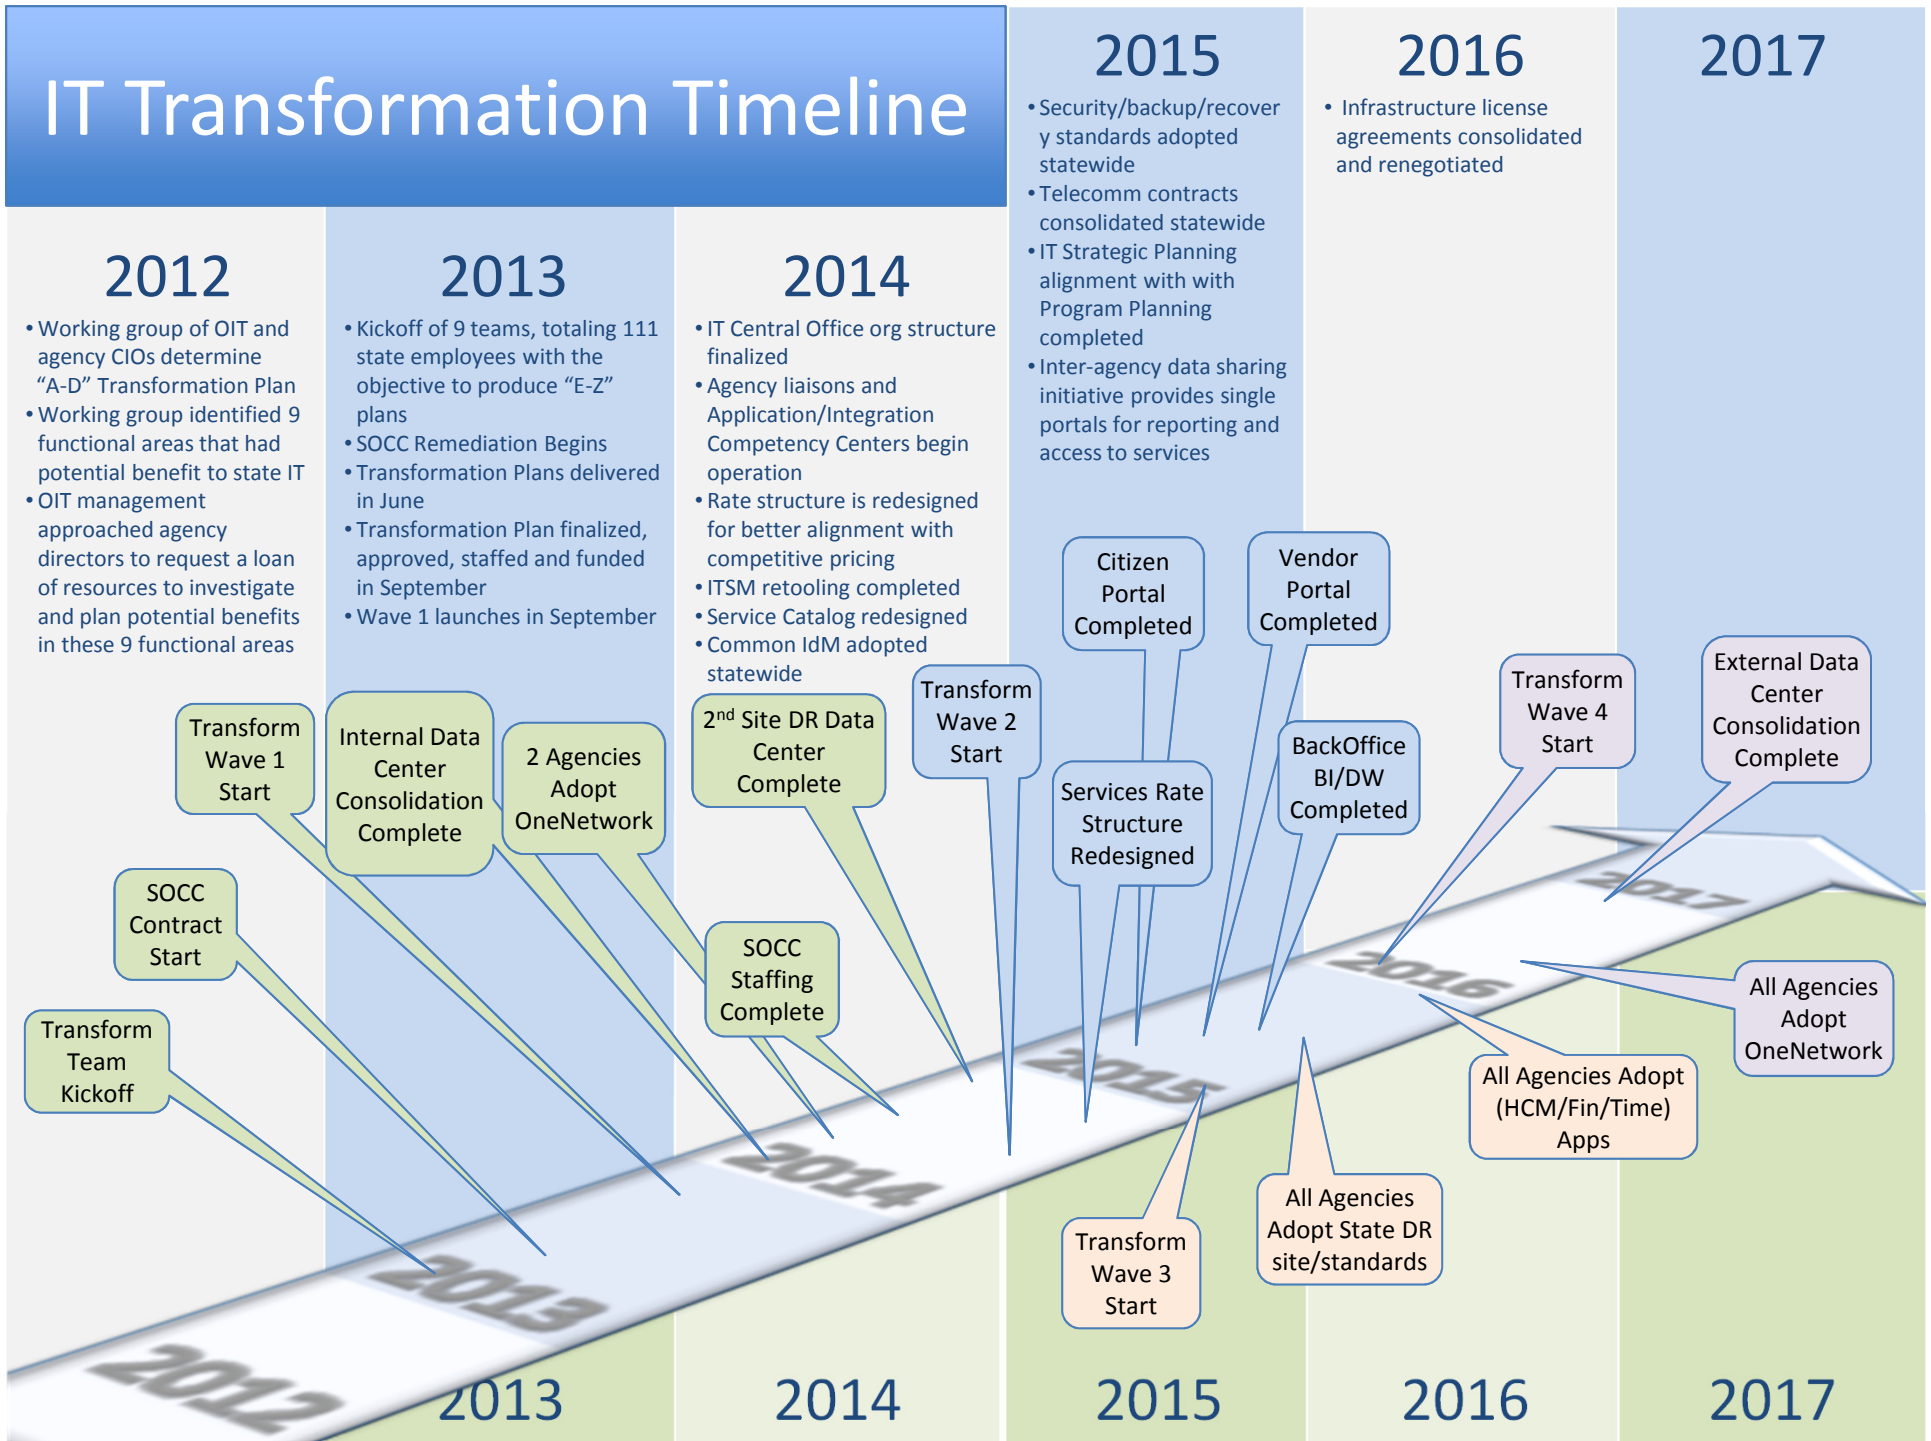 IT Transformation Timeline
2012
• Working group of OIT and
agency CIOs determine
“A-D” Transformation Plan
• Working group identified 9
functional areas that had
potential benefit to state IT
• OIT management
approached agency
directors to request a loan
of resources to investigate
and plan potential benefits
in these 9 functional areas
2013
• Kickoff of 9 teams, totaling 111
state employees with the
objective to produce “E-Z”
plans
• SOCC Remediation Begins
• Transformation Plans delivered
in June
• Transformation Plan finalized,
approved, staffed and funded
in September
• Wave 1 launches in September
2014
• IT Central Office org structure
finalized
• Agency liaisons and
Application/Integration
Competency Centers begin
operation
• Rate structure is redesigned
for better alignment with
competitive pricing
• ITSM retooling completed
• Service Catalog redesigned
• Common IdM adopted
statewide
2015
• Security/backup/recover
y standards adopted
statewide
• Telecomm contracts
consolidated statewide
• IT Strategic Planning
alignment with with
Program Planning
completed
• Inter-agency data sharing
initiative provides single
portals for reporting and
access to services
2016
• Infrastructure license
agreements consolidated
and renegotiated
2017
Transform
Team
Kickoff
SOCC
Contract
Start
Transform
Wave 1
Start
Internal Data
Center
Consolidation
Complete
2 Agencies
Adopt
OneNetwork
SOCC
Staffing
Complete
2nd Site DR Data
Center
Complete
Transform
Wave 2
Start
Services Rate
Structure
Redesigned
Citizen
Portal
Completed
Vendor
Portal
Completed
BackOffice
BI/DW
Completed
Transform
Wave 3
Start
All Agencies
Adopt State DR
site/standards
Transform
Wave 4
Start
All Agencies Adopt
(HCM/Fin/Time)
Apps
All Agencies
Adopt
OneNetwork
External Data
Center
Consolidation
Complete
2012
2013
2014
2015
2016
2017
2013
2014
2015
2016
2017